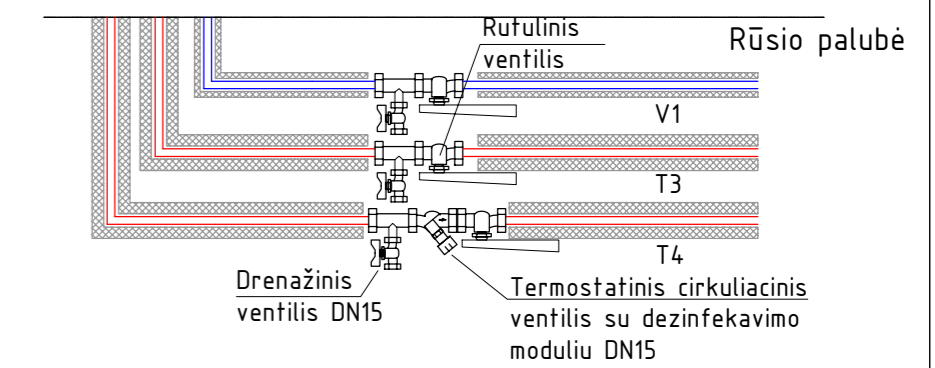 Rutulinis
ventilis
Rūsio palubė
V1
T3
T4
Drenažinis
ventilis DN15
Termostatinis cirkuliacinis
ventilis su dezinfekavimo
moduliu DN15